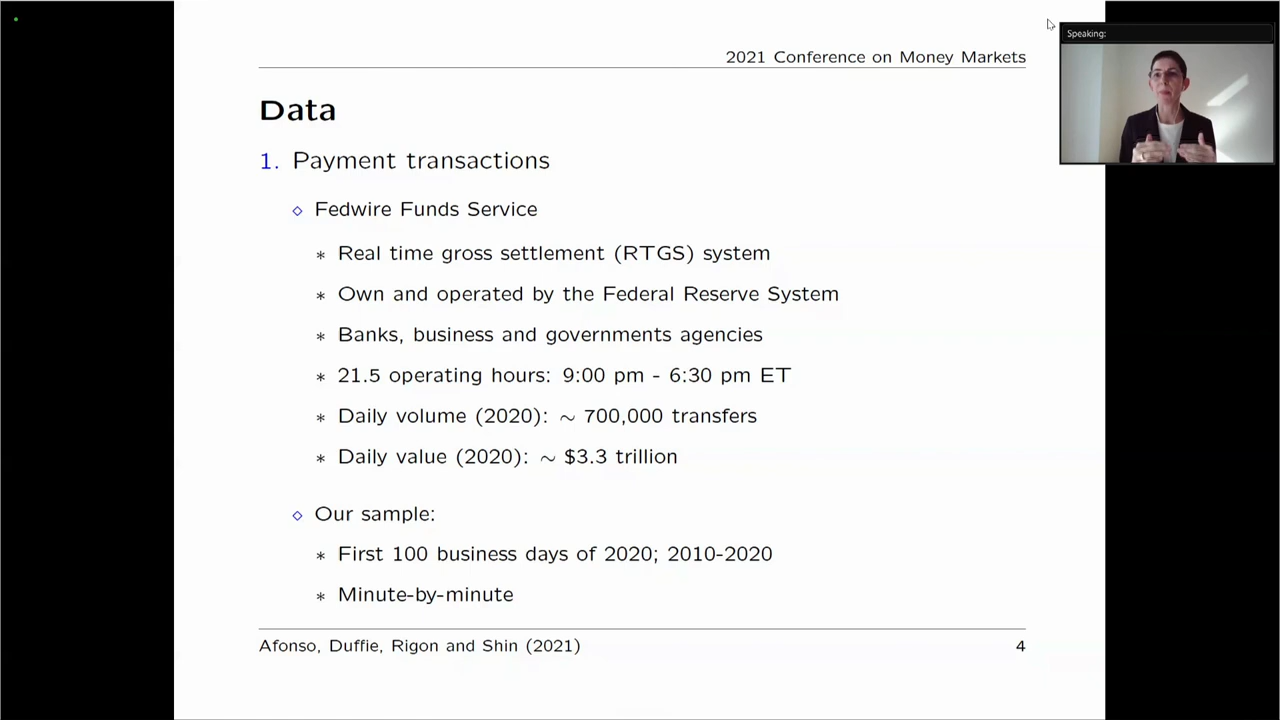 2021 Conference on Money Markets
Speaking:
Data
1. Payment transactions
◇ Fedwire Funds Service
* Real time gross settlement (RTGS) system
* Own and operated by the Federal Reserve System
* Banks, business and governments agencies
* 21.5 operating hours: 9:00 pm - 6:30 pm ET
* Daily volume (2020): ∼ 700,000 transfers
* Daily value (2020): ∼ $3.3 trillion
◇ Our sample:
* First 100 business days of 2020; 2010-2020
* Minute-by-minute
Afonso, Duffie, Rigon and Shin (2021)
4